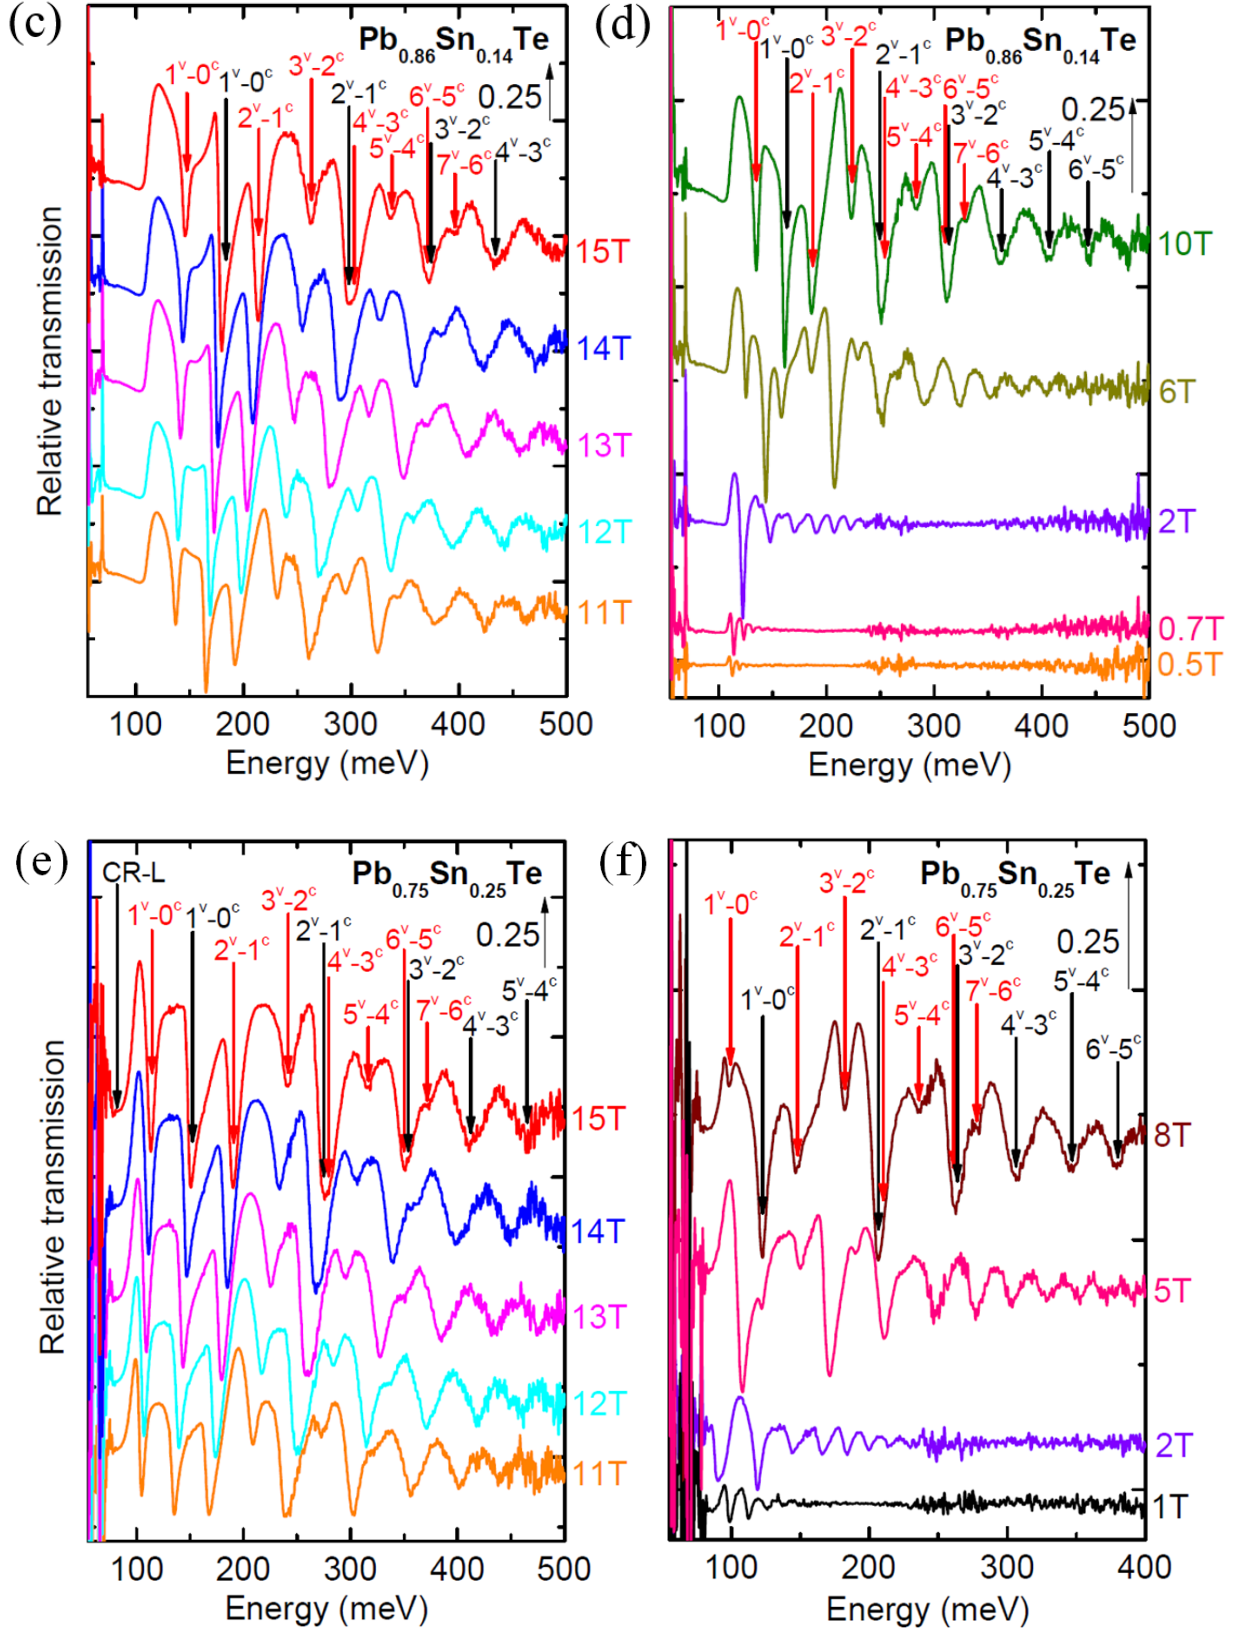 (c)
Pb0.86Sn0.14Te
0.25
1v-0c
1v-0c
2v-1c
3v-2c
2v-1c
4v-3c
5v-4c
6v-5c
3v-2c
7v-6c
4v-3c
15T
14T
13T
12T
11T
Relative transmission
100 200 300 400 500
Energy (meV)
(d)
Pb0.86Sn0.14Te
0.25
1v-0c
1v-0c
2v-1c
3v-2c
2v-1c
4v-3c
5v-4c
6v-5c
3v-2c
7v-6c
4v-3c
5v-4c
6v-5c
10T
6T
2T
0.7T
0.5T
100 200 300 400 500
Energy (meV)
(e)
Pb0.75Sn0.25Te
0.25
CR-L
1v-0c
1v-0c
2v-1c
3v-2c
2v-1c
4v-3c
5v-4c
6v-5c
3v-2c
7v-6c
4v-3c
5v-4c
15T
14T
13T
12T
11T
Relative transmission
100 200 300 400 500
Energy (meV)
(f)
Pb0.75Sn0.25Te
0.25
1v-0c
1v-0c
2v-1c
3v-2c
2v-1c
4v-3c
5v-4c
6v-5c
3v-2c
7v-6c
4v-3c
5v-4c
6v-5c
8T
5T
2T
1T
100 200 300 400
Energy (meV)